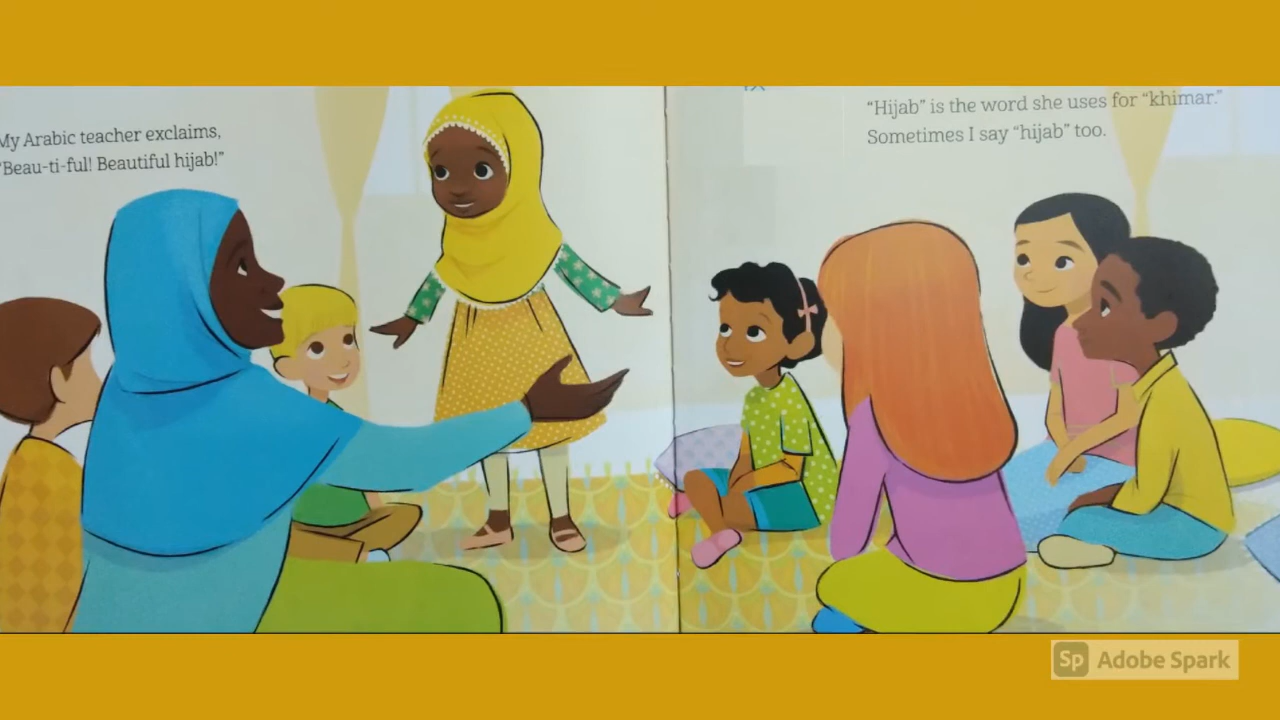 My Arabic teacher exclaims,
“Beau-ti-ful! Beautiful hijab!”
“Hijab” is the word she uses for “khimar.”
Sometimes I say “hijab” too.
Sp Adobe Spark